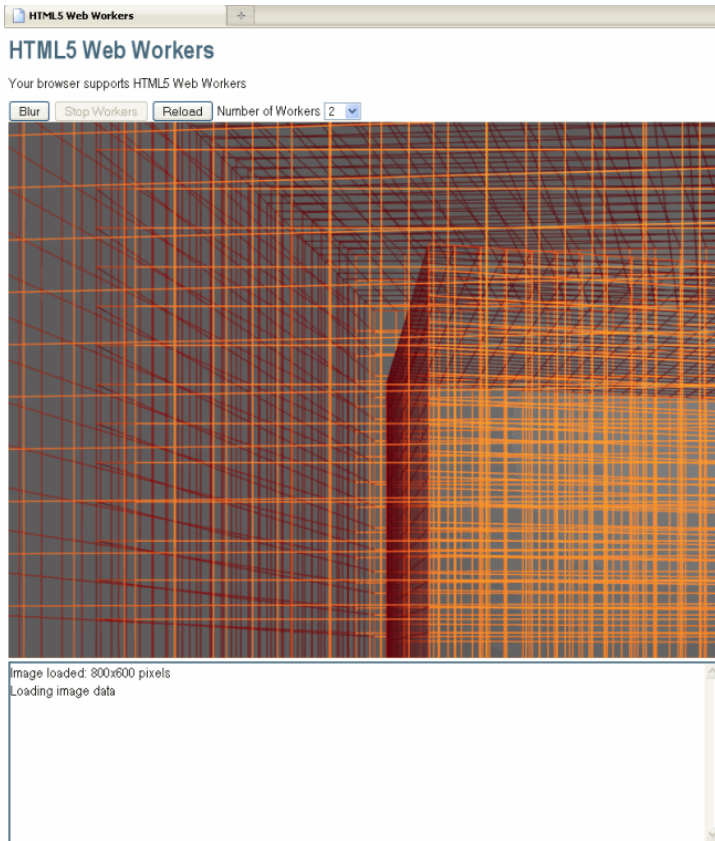 HTML5 Web Workers
HTML5 Web Workers
Your browser supports HTML5 Web Workers
Blur Stop Workers Reload Number of Workers 2
Image loaded: 800x600 pixels
Loading image data